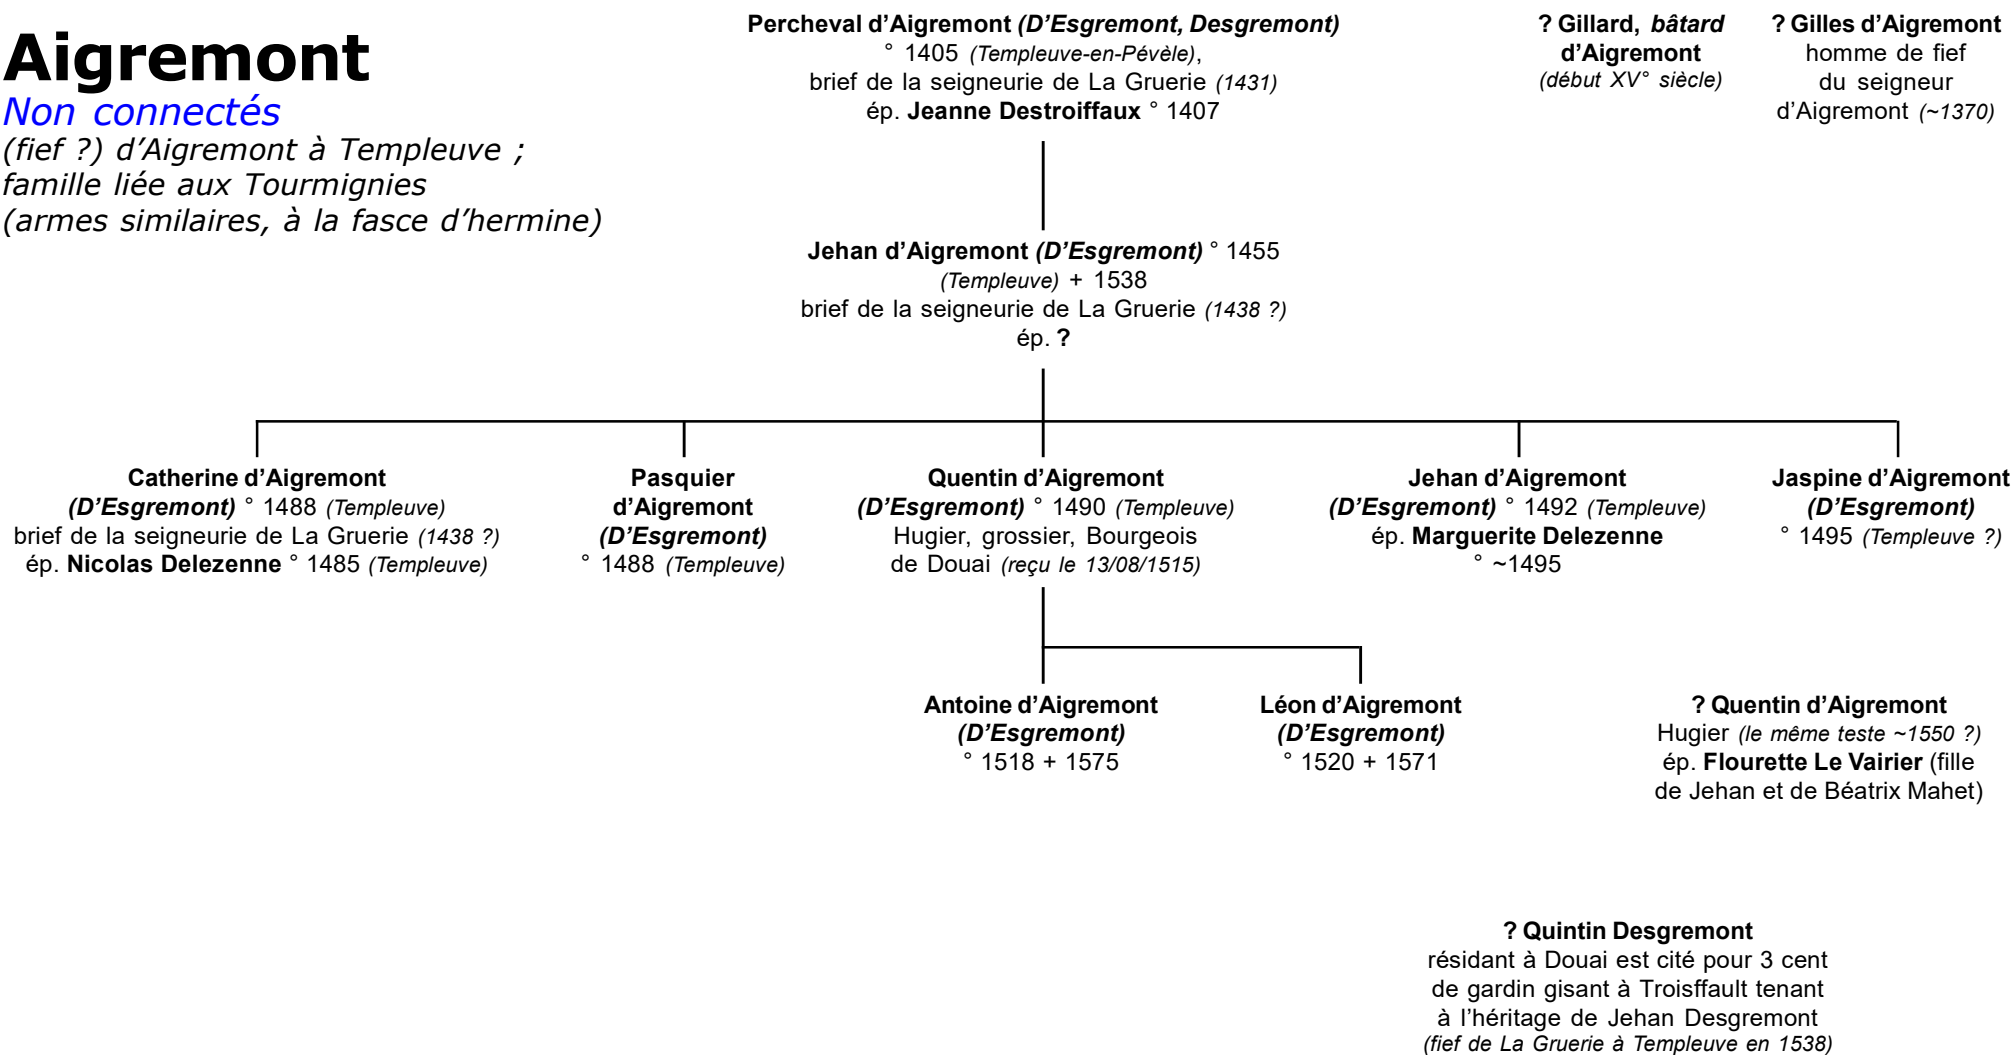 Aigremont
Non connectés
(fief ?) d’Aigremont à Templeuve ;
famille liée aux Tourmignies
(armes similaires, à la fasce d’hermine)
Percheval d’Aigremont (D’Esgremont, Desgremont)
° 1405 (Templeuve-en-Pévèle),
brief de la seigneurie de La Gruerie (1431)
ép. Jeanne Destroiffaux ° 1407
? Gillard, bâtard
d’Aigremont
(début XV° siècle)
? Gilles d’Aigremont
homme de fief
du seigneur
d’Aigremont (~1370)
Jehan d’Aigremont (D’Esgremont) ° 1455
(Templeuve) + 1538
brief de la seigneurie de La Gruerie (1438 ?)
ép. ?
Catherine d’Aigremont
(D’Esgremont) ° 1488 (Templeuve)
brief de la seigneurie de La Gruerie (1438 ?)
ép. Nicolas Delezenne ° 1485 (Templeuve)
Pasquier
d’Aigremont
(D’Esgremont)
° 1488 (Templeuve)
Quentin d’Aigremont
(D’Esgremont) ° 1490 (Templeuve)
Hugier, grossier, Bourgeois
de Douai (reçu le 13/08/1515)
Jehan d’Aigremont
(D’Esgremont) ° 1492 (Templeuve)
ép. Marguerite Delezenne
° ~1495
Jaspine d’Aigremont
(D’Esgremont)
° 1495 (Templeuve ?)
Antoine d’Aigremont
(D’Esgremont)
° 1518 + 1575
Léon d’Aigremont
(D’Esgremont)
° 1520 + 1571
? Quentin d’Aigremont
Hugier (le même teste ~1550 ?)
ép. Flourette Le Vairier (fille
de Jehan et de Béatrix Mahet)
? Quintin Desgremont
résidant à Douai est cité pour 3 cent
de gardin gisant à Troisffault tenant
à l’héritage de Jehan Desgremont
(fief de La Gruerie à Templeuve en 1538)